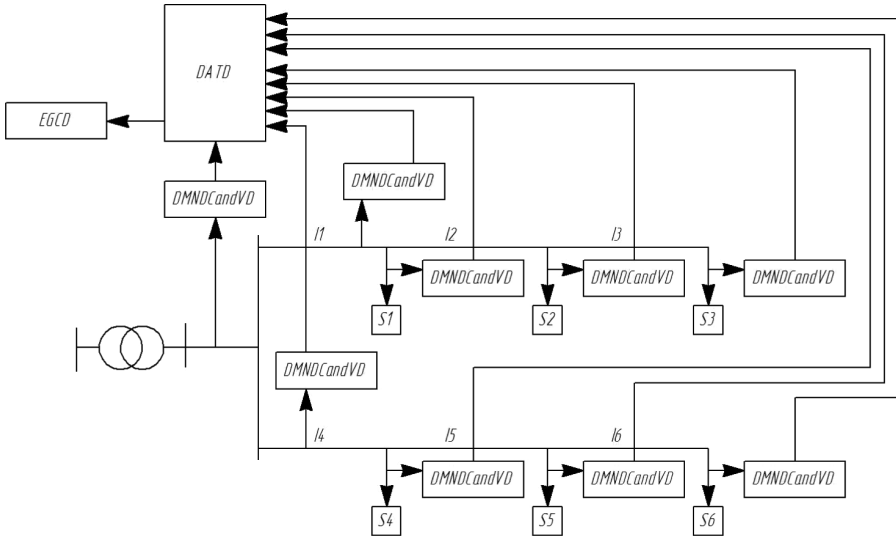 DATD
EGCD
DMNDCandVD
DMNDCandVD
l1
l2
l3
DMNDCandVD
DMNDCandVD
DMNDCandVD
S1
S2
S3
DMNDCandVD
l4
l5
l6
DMNDCandVD
DMNDCandVD
DMNDCandVD
S4
S5
S6